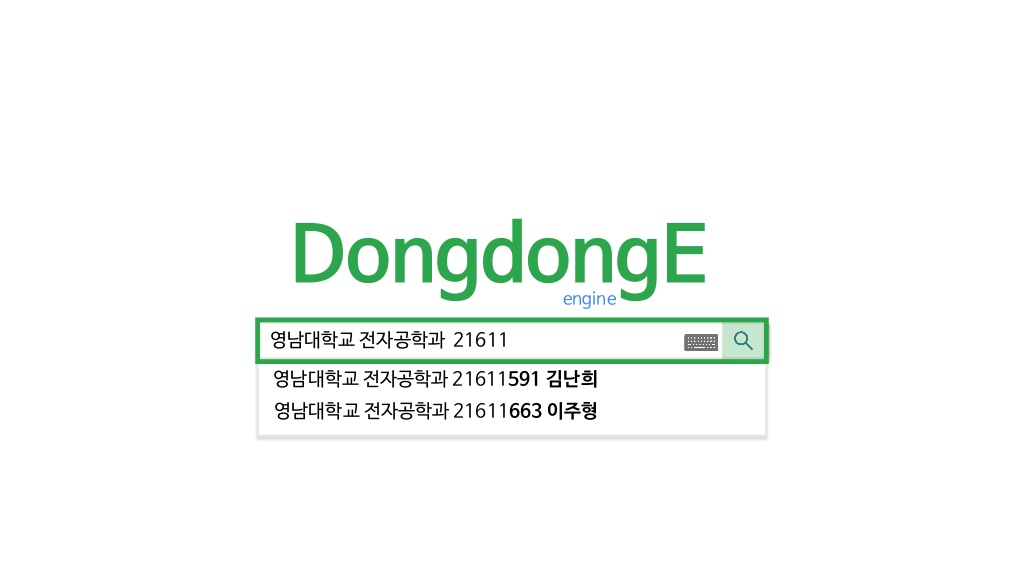 DongdongE
engine
영남대학교 전자공학과 21611
영남대학교 전자공학과 21611591 김난희
영남대학교 전자공학과 21611663 이주형